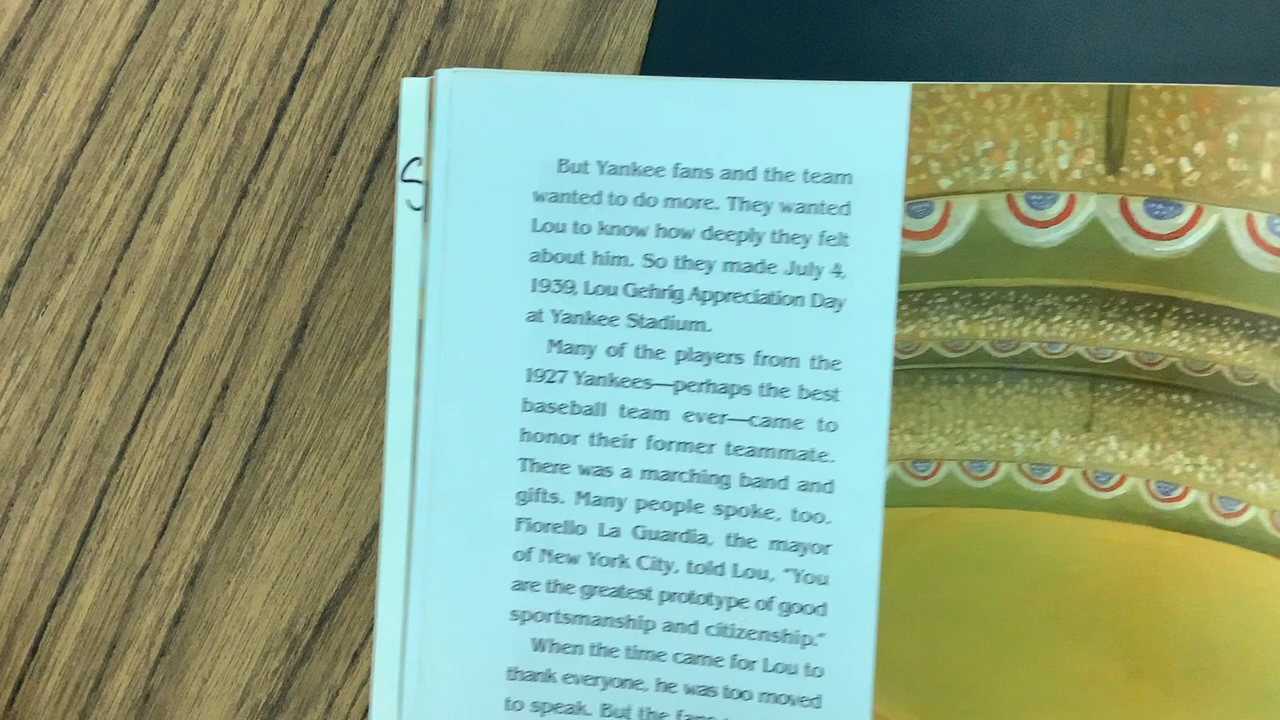 But Yankee fans and the team
wanted to do more. They wanted
Lou to know how deeply they felt
about him. So they made July 4,
1939, Lou Gehrig Appreciation Day
at Yankee Stadium.
Many of the players from the
1927 Yankees—perhaps the best
baseball team ever—came to
honor their former teammate.
There was a marching band and
gifts. Many people spoke, too.
Fiorello La Guardia, the mayor
of New York City, told Lou, "You
are the greatest prototype of good
sportsmanship and citizenship."
When the time came for Lou to
thank everyone, he was too moved
to speak. But the fans